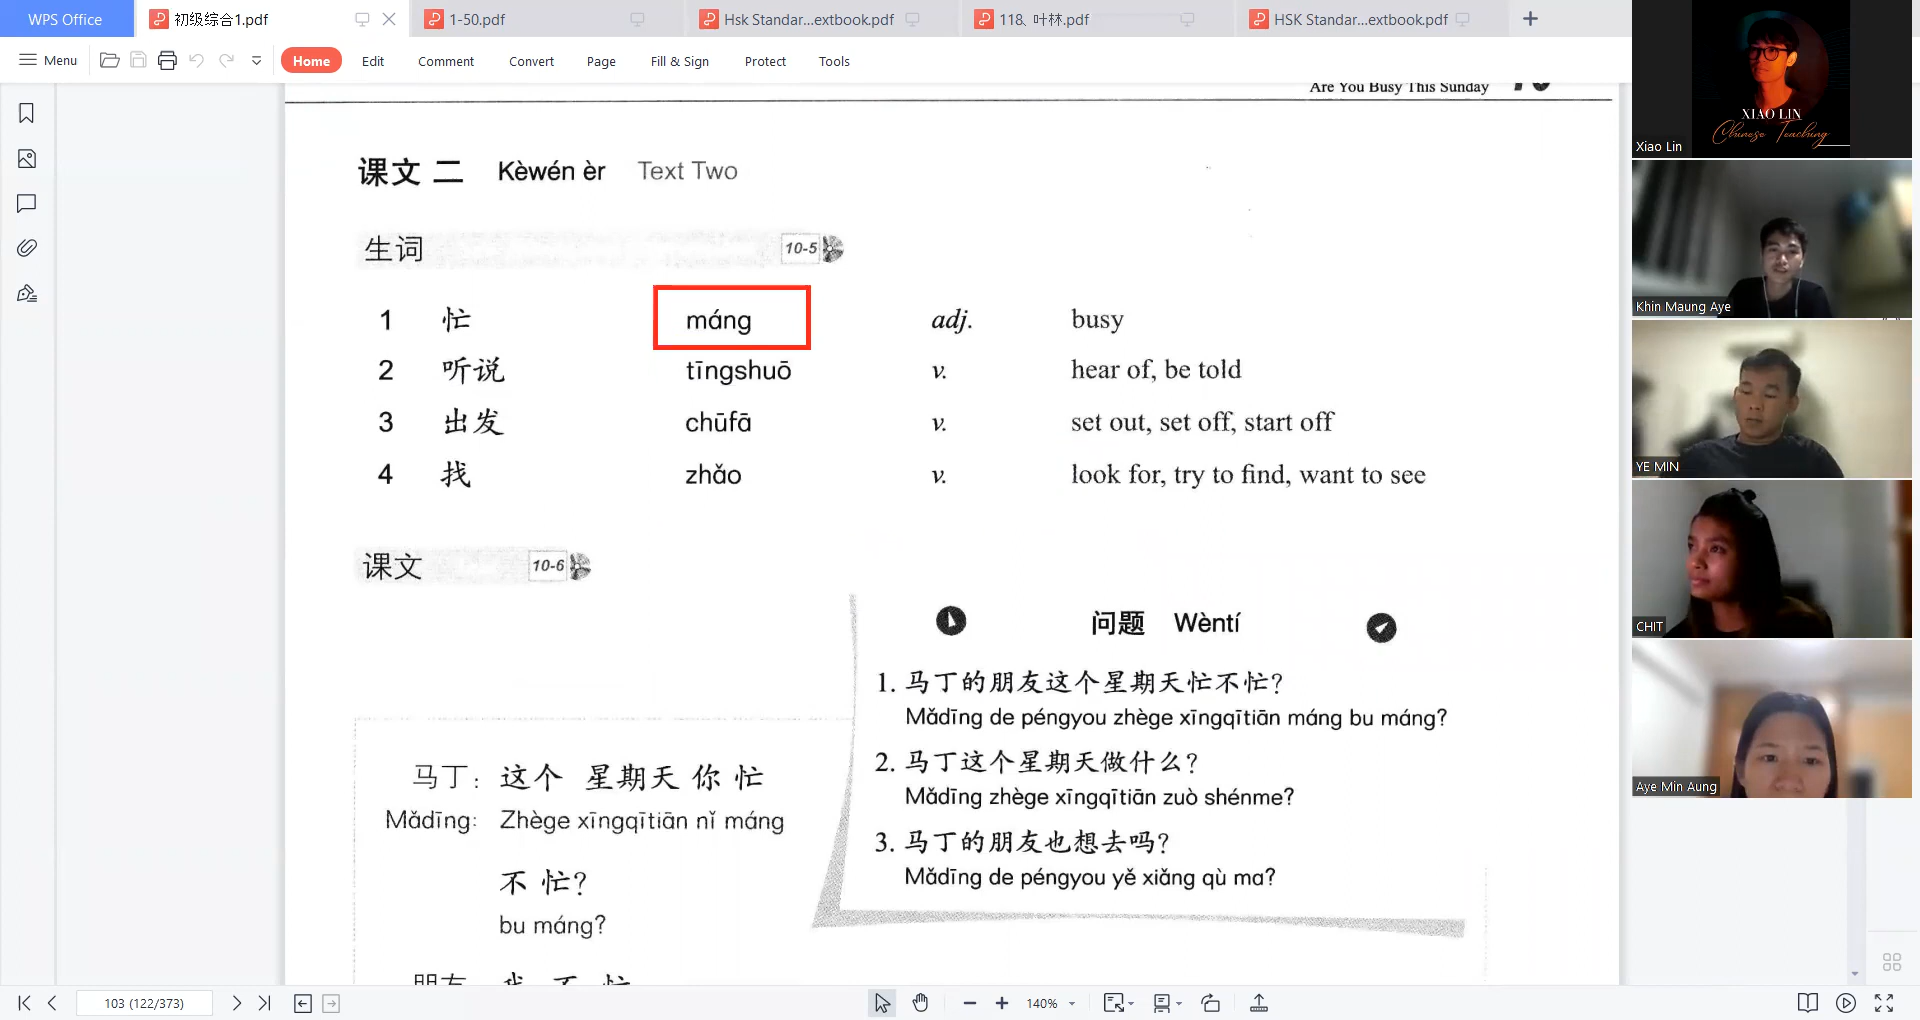 WPS Office
初级综合1.pdf
1-50.pdf
Hsk Standar...extbook.pdf
118、叶林.pdf
HSK Standar...extbook.pdf
Menu
Home
Edit
Comment
Convert
Page
Fill & Sign
Protect
Tools
Are You Busy This Sunday
课文 二 Kèwén èr Text Two
生词 10-5
1 忙 máng adj. busy
2 听说 tīngshuō v. hear of, be told
3 出发 chūfā v. set out, set off, start off
4 找 zhǎo v. look for, try to find, want to see
课文 10-6
问题 Wèntí
1. 马丁的朋友这个星期天忙不忙?
Mǎdīng de péngyou zhège xīngqītiān máng bu máng?
2. 马丁这个星期天做什么?
Mǎdīng zhège xīngqītiān zuò shénme?
3. 马丁的朋友也想去吗?
Mǎdīng de péngyou yě xiǎng qù ma?
马丁: 这个 星期天 你 忙
Mǎdīng: Zhège xīngqītiān nǐ máng
不 忙?
bu máng?
朋友 我 不 忙
103 (122/373)
140%
XIAO LIN
Chinese Teaching
Xiao Lin
Khin Maung Aye
YE MIN
CHIT
Aye Min Aung